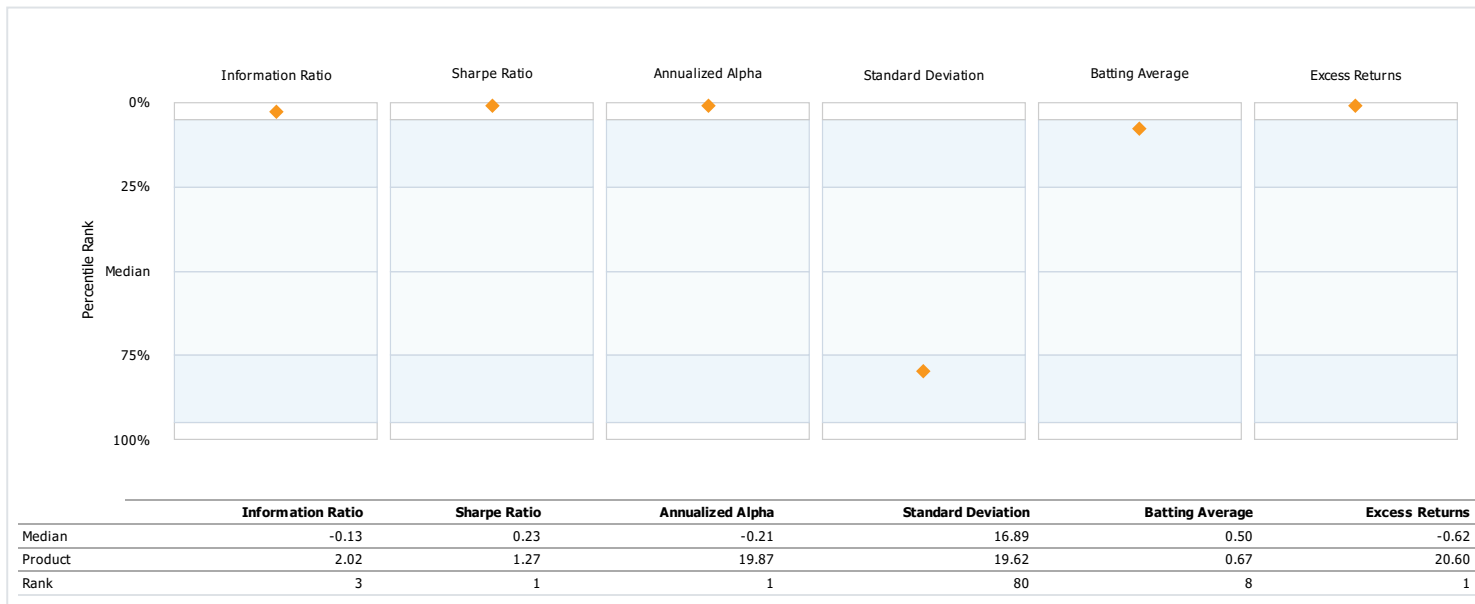 Information Ratio Sharpe Ratio Annualized Alpha Standard Deviation Batting Average Excess Returns
0%
25%
Median
75%
100%
Percentile Rank
Information Ratio Sharpe Ratio Annualized Alpha Standard Deviation Batting Average Excess Returns
Median -0.13 0.23 -0.21 16.89 0.50 -0.62
Product 2.02 1.27 19.87 19.62 0.67 20.60
Rank 3 1 1 80 8 1